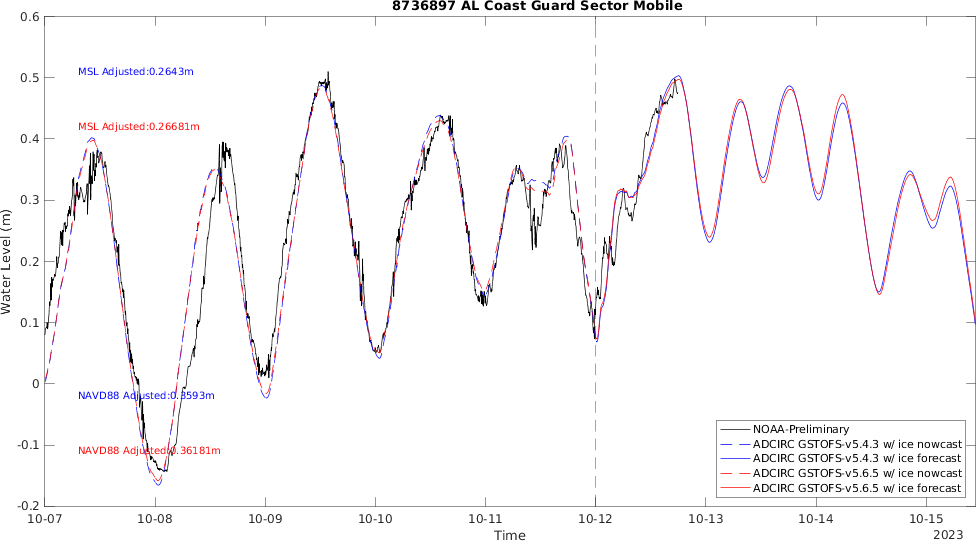 8736897 AL Coast Guard Sector Mobile
0.6
0.5
0.4
0.3
0.2
0.1
0
-0.1
-0.2
Water Level (m)
MSL Adjusted:0.2643m
MSL Adjusted:0.26681m
NAVD88 Adjusted:0.3593m
NAVD88 Adjusted:0.36181m
NOAA-Preliminary
ADCIRC GSTOFS-v5.4.3 w/ ice nowcast
ADCIRC GSTOFS-v5.4.3 w/ ice forecast
ADCIRC GSTOFS-v5.6.5 w/ ice nowcast
ADCIRC GSTOFS-v5.6.5 w/ ice forecast
10-07 10-08 10-09 10-10 10-11 10-12 10-13 10-14 10-15
Time
2023